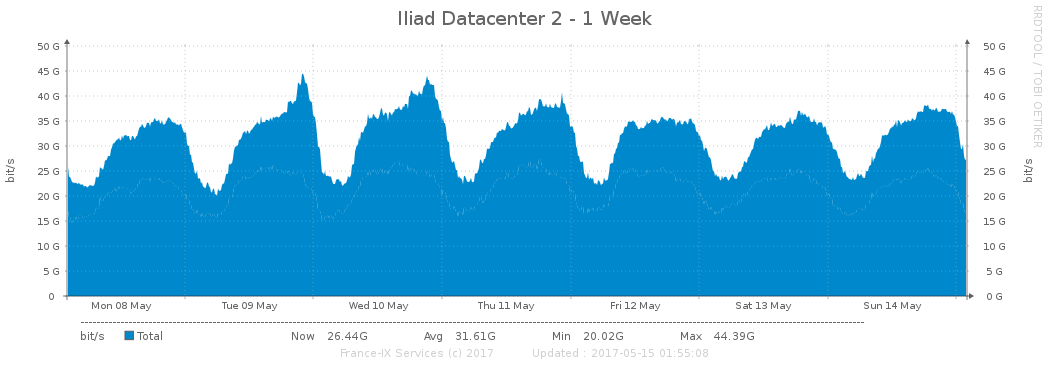 Iliad Datacenter 2 - 1 Week
RRDTOOL / TOBI OETIKER
50 G 50 G
45 G 45 G
40 G 40 G
35 G 35 G
30 G 30 G
25 G 25 G
20 G 20 G
15 G 15 G
10 G 10 G
5 G 5 G
0 0 G
bit/s
bit/s
Mon 08 May Tue 09 May Wed 10 May Thu 11 May Fri 12 May Sat 13 May Sun 14 May
bit/s Total Now 26.44G Avg 31.61G Min 20.02G Max 44.39G
France-IX Services (c) 2017 Updated : 2017-05-15 01:55:08